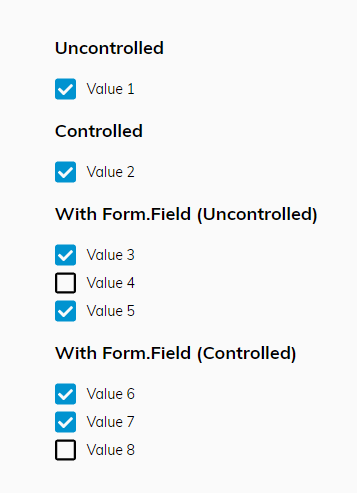 Uncontrolled
Value 1
Controlled
Value 2
With Form.Field (Uncontrolled)
Value 3
Value 4
Value 5
With Form.Field (Controlled)
Value 6
Value 7
Value 8